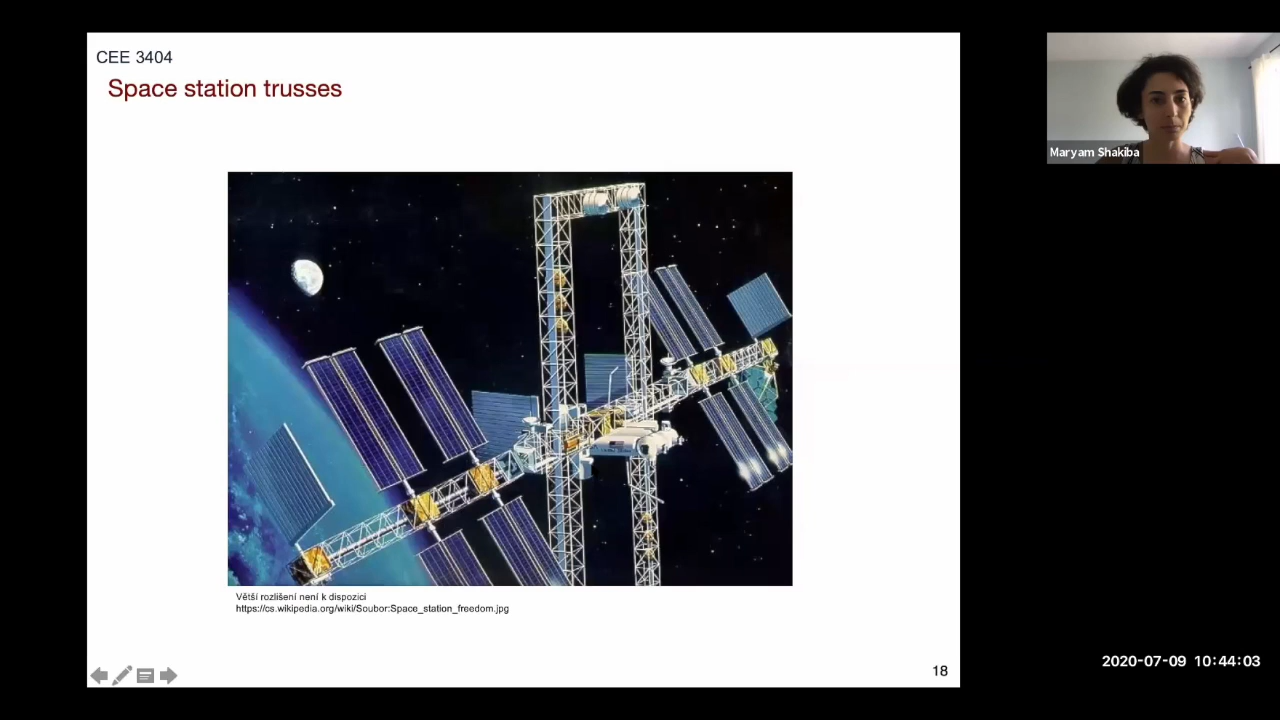 CEE 3404
Space station trusses
Maryam Shakiba
Větší rozlišení není k dispozici
https://cs.wikipedia.org/wiki/Soubor:Space_station_freedom.jpg
2020-07-09 10:44:03
18